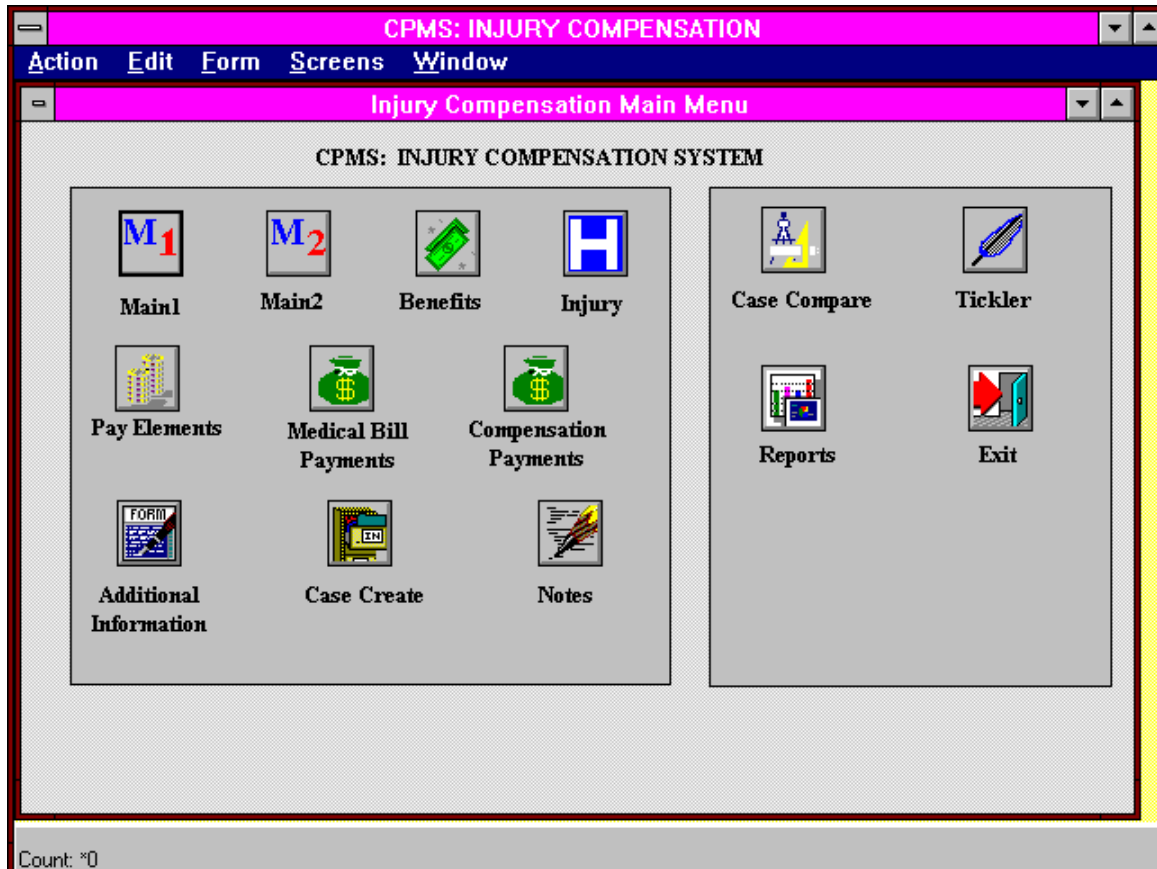 CPMS: INJURY COMPENSATION
Action Edit Form Screens Window
Injury Compensation Main Menu
CPMS: INJURY COMPENSATION SYSTEM
M1 M2 H
Main1 Main2 Benefits Injury
Pay Elements
Medical Bill
Payments
Compensation
Payments
FORM
IN
Additional
Information
Case Create
Notes
A
Case Compare
Tickler
Reports
Exit
Count: *0